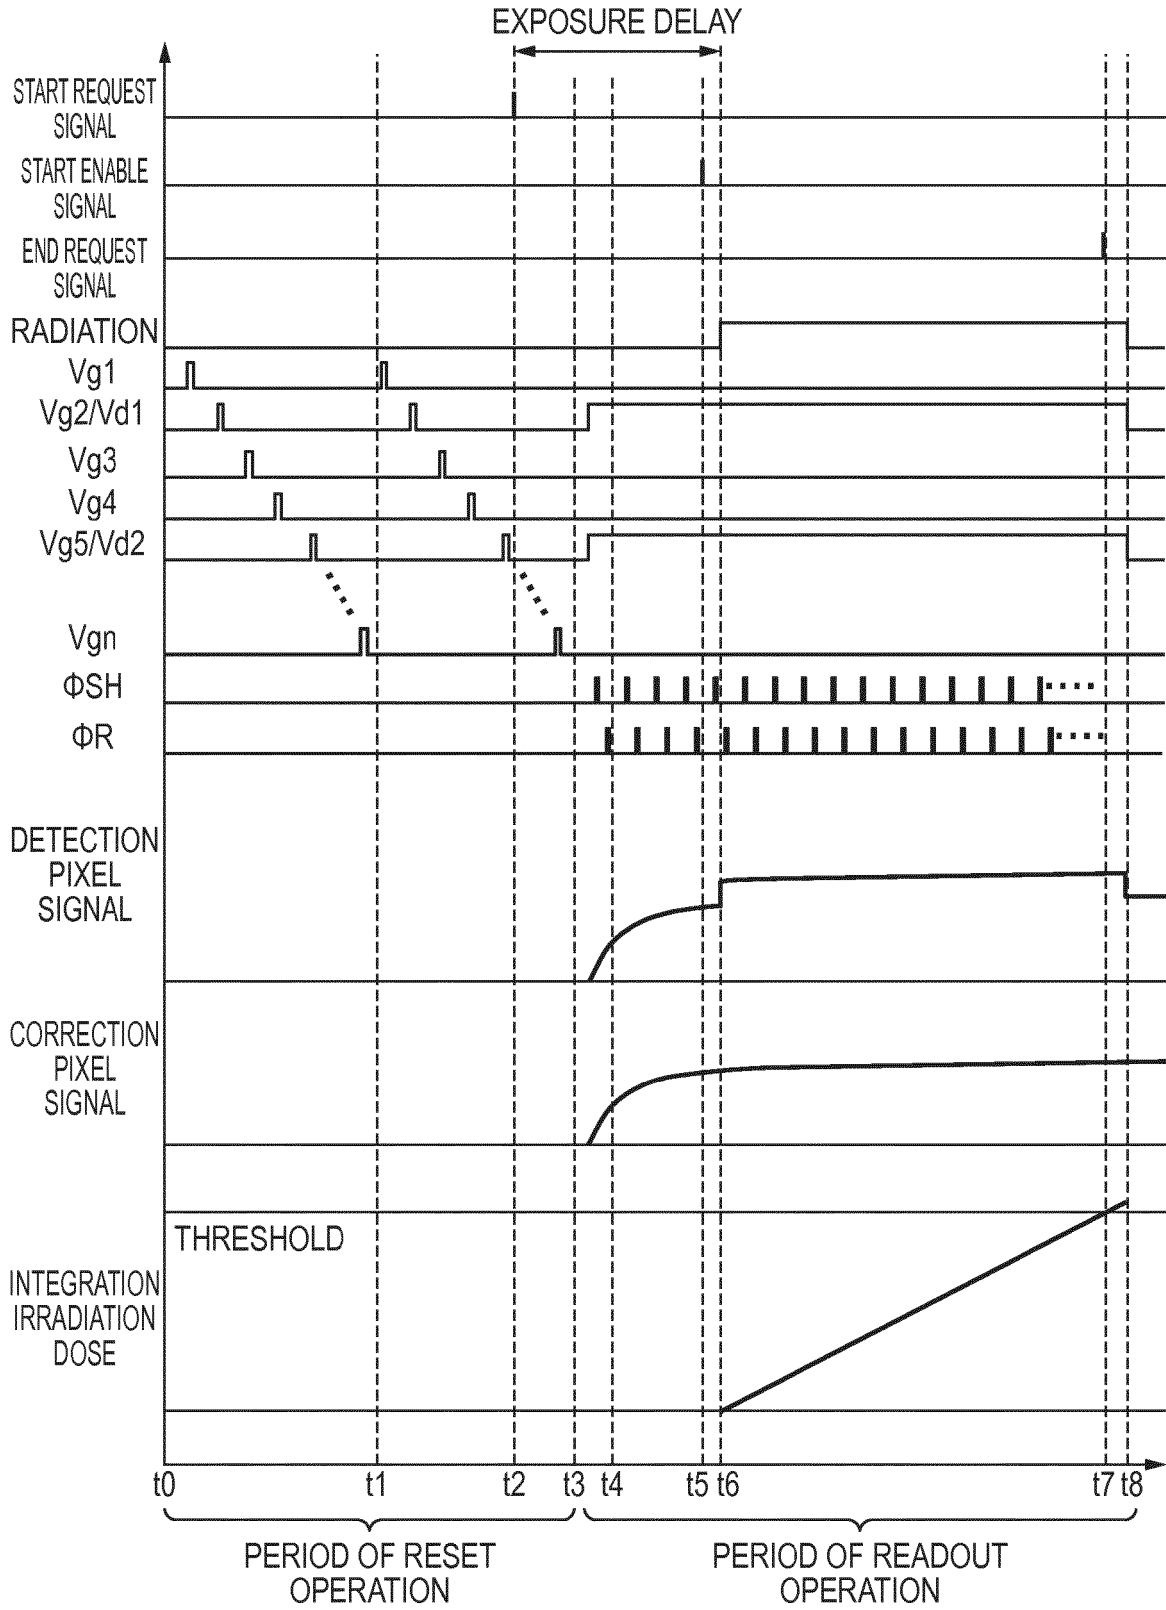 EXPOSURE DELAY
START REQUEST
SIGNAL
START ENABLE
SIGNAL
END REQUEST
SIGNAL
RADIATION
Vg1
Vg2/Vd1
Vg3
Vg4
Vg5/Vd2
Vgn
ΦSH
ΦR
DETECTION
PIXEL
SIGNAL
CORRECTION
PIXEL
SIGNAL
THRESHOLD
INTEGRATION
IRRADIATION
DOSE
t0 t1 t2 t3 t4 t5 t6 t7 t8
PERIOD OF RESET
OPERATION
PERIOD OF READOUT
OPERATION